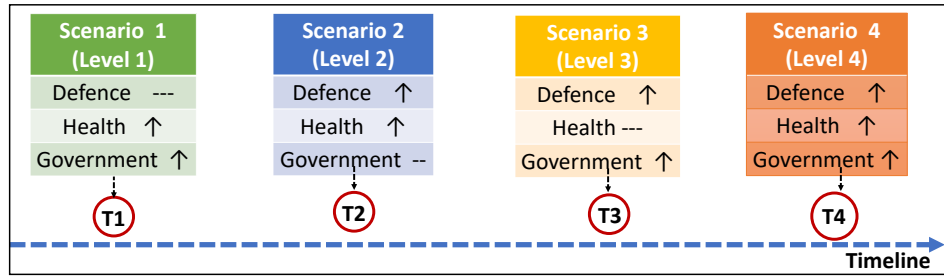 Scenario 1
(Level 1)
Defence ---
Health ↑
Government ↑
T1
Scenario 2
(Level 2)
Defence ↑
Health ↑
Government --
T2
Scenario 3
(Level 3)
Defence ↑
Health ---
Government ↑
T3
Scenario 4
(Level 4)
Defence ↑
Health ↑
Government ↑
T4
Timeline